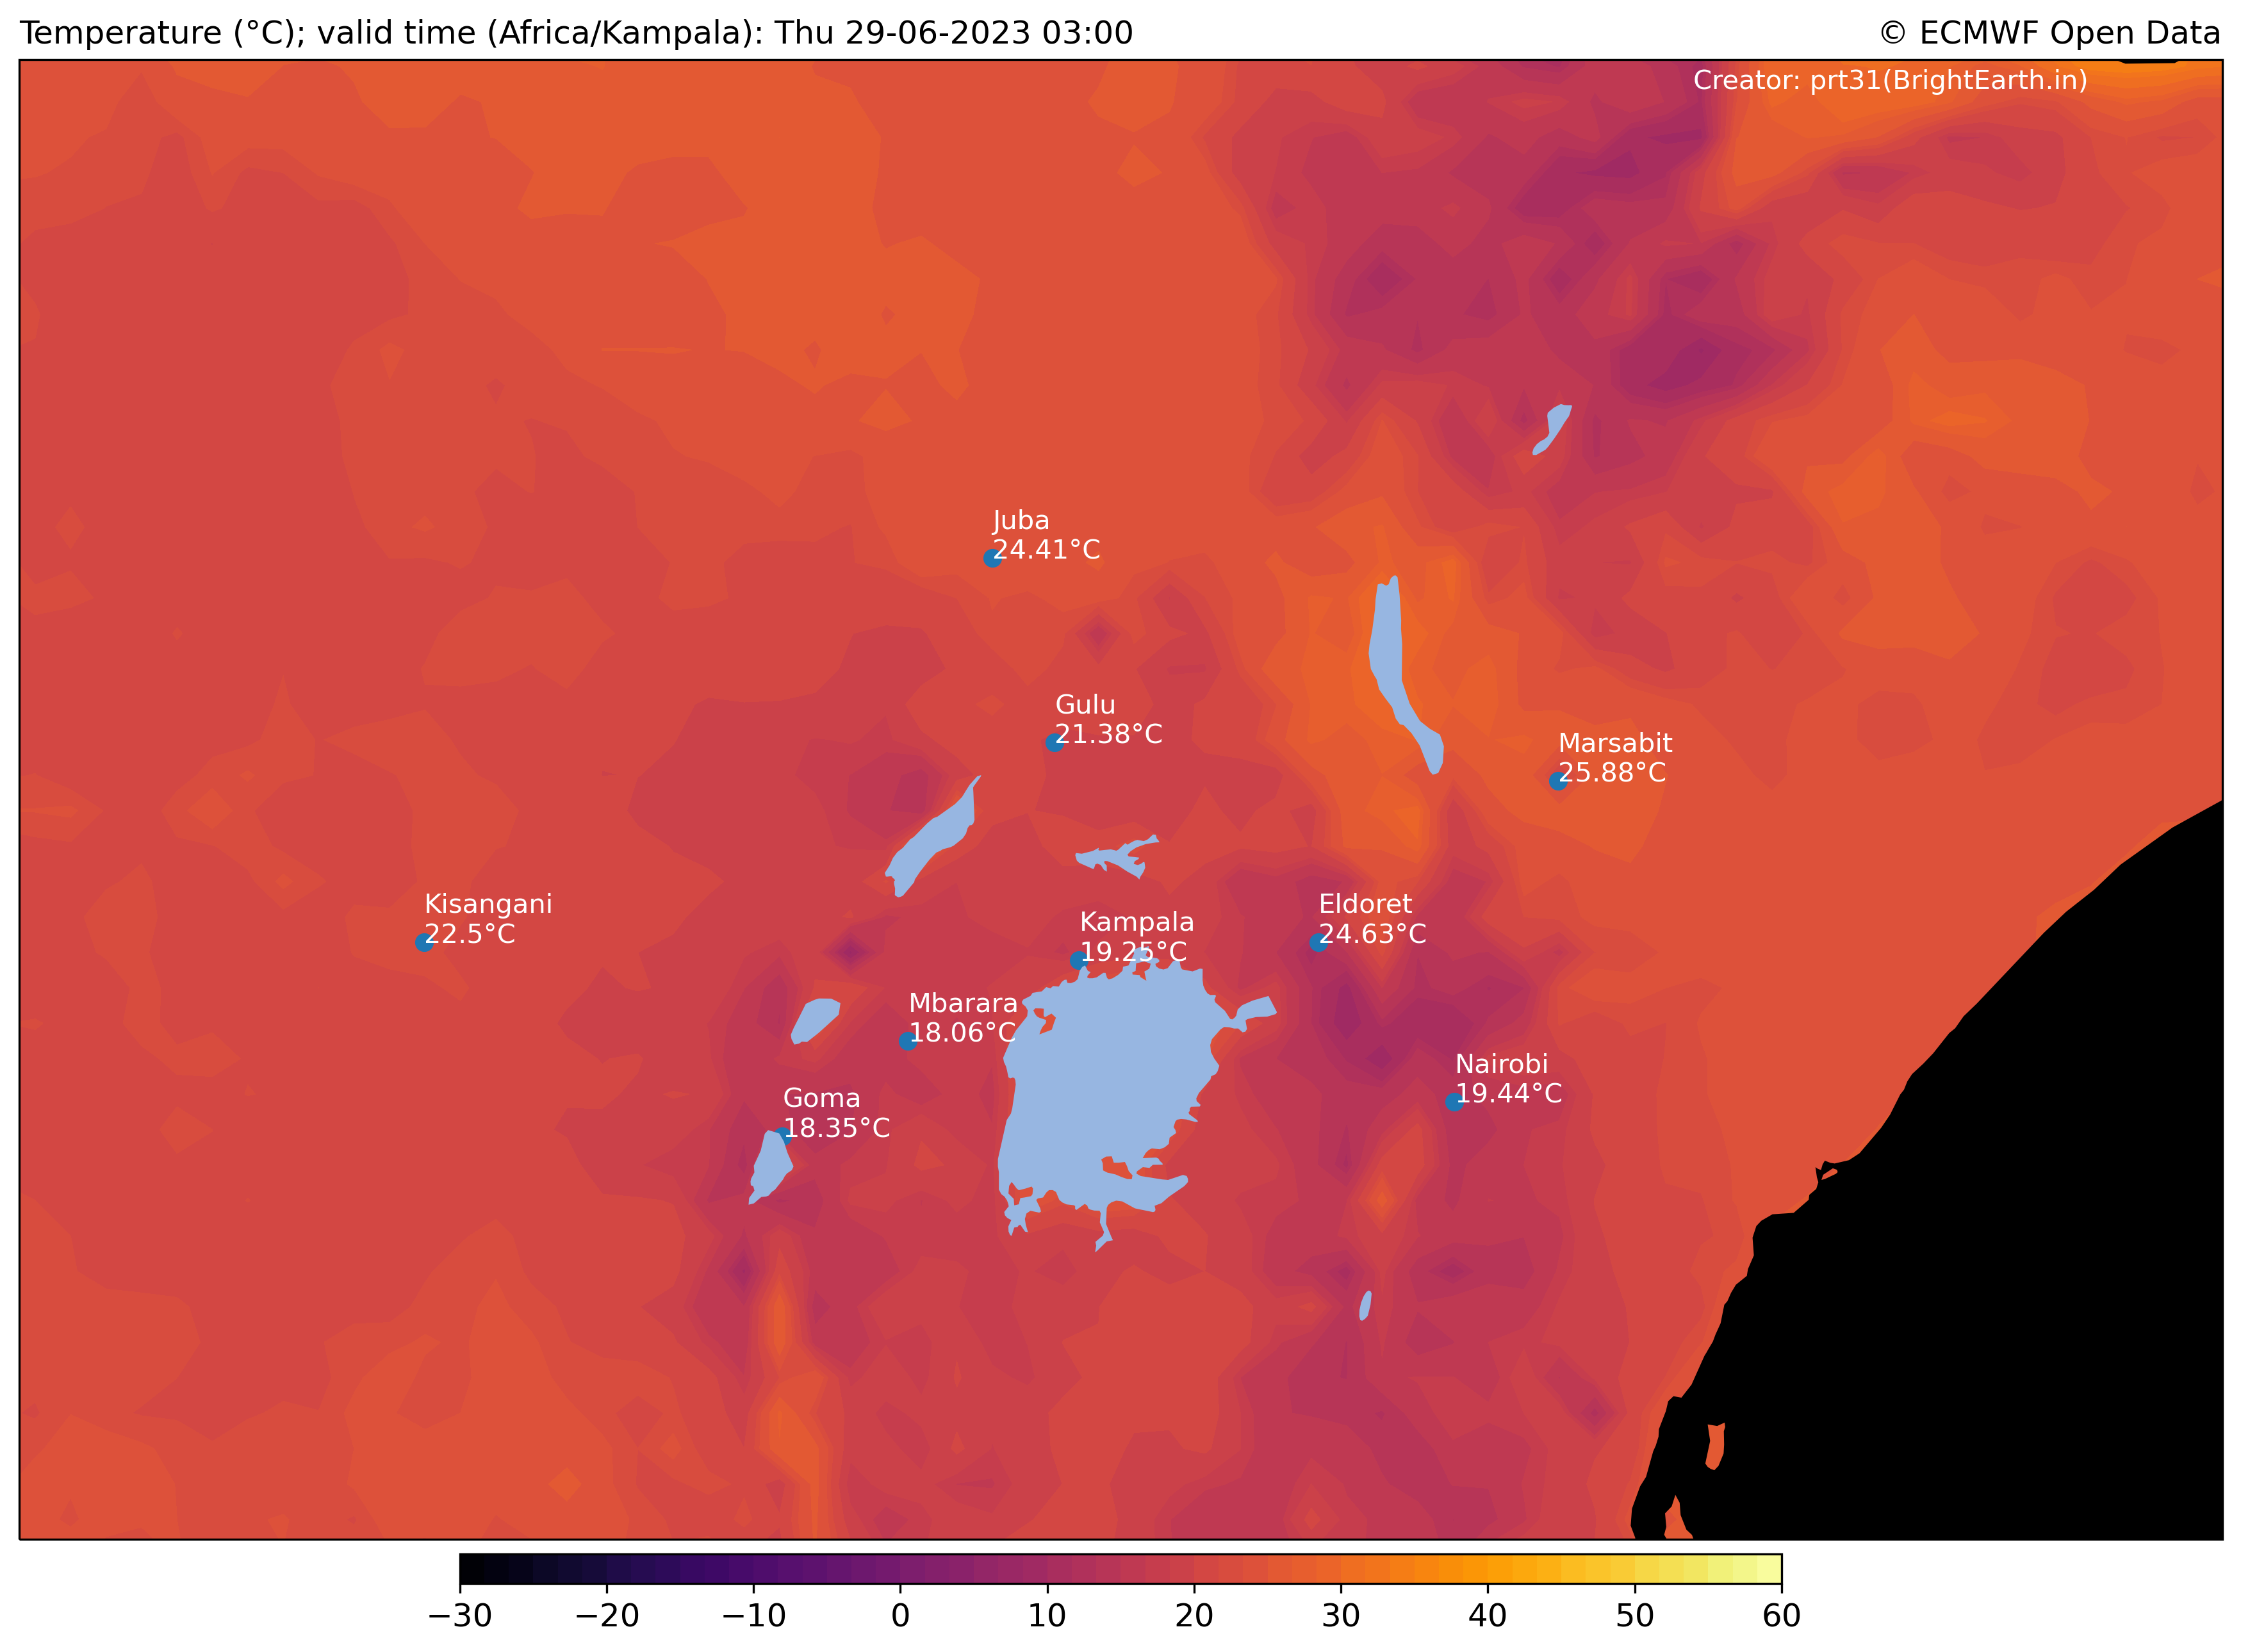 Temperature (°C); valid time (Africa/Kampala): Thu 29-06-2023 03:00
© ECMWF Open Data
Creator: prt31(BrightEarth.in)
Juba
24.41°C
Gulu
21.38°C
Marsabit
25.88°C
Kisangani
22.5°C
Kampala
19.25°C
Eldoret
24.63°C
Mbarara
18.06°C
Nairobi
19.44°C
Goma
18.35°C
−30 −20 −10 0 10 20 30 40 50 60